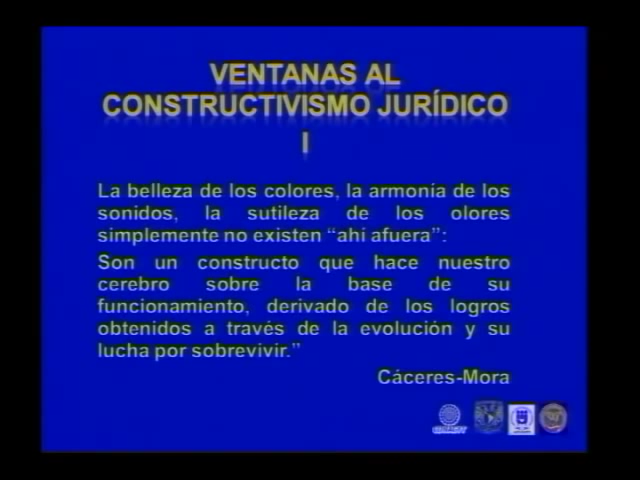 VENTANAS AL
CONSTRUCTIVISMO JURÍDICO
I
La belleza de los colores, la armonía de los
sonidos, la sutileza de los olores
simplemente no existen “ahí afuera”:
Son un constructo que hace nuestro
cerebro sobre la base de su
funcionamiento, derivado de los logros
obtenidos a través de la evolución y su
lucha por sobrevivir.”
Cáceres-Mora